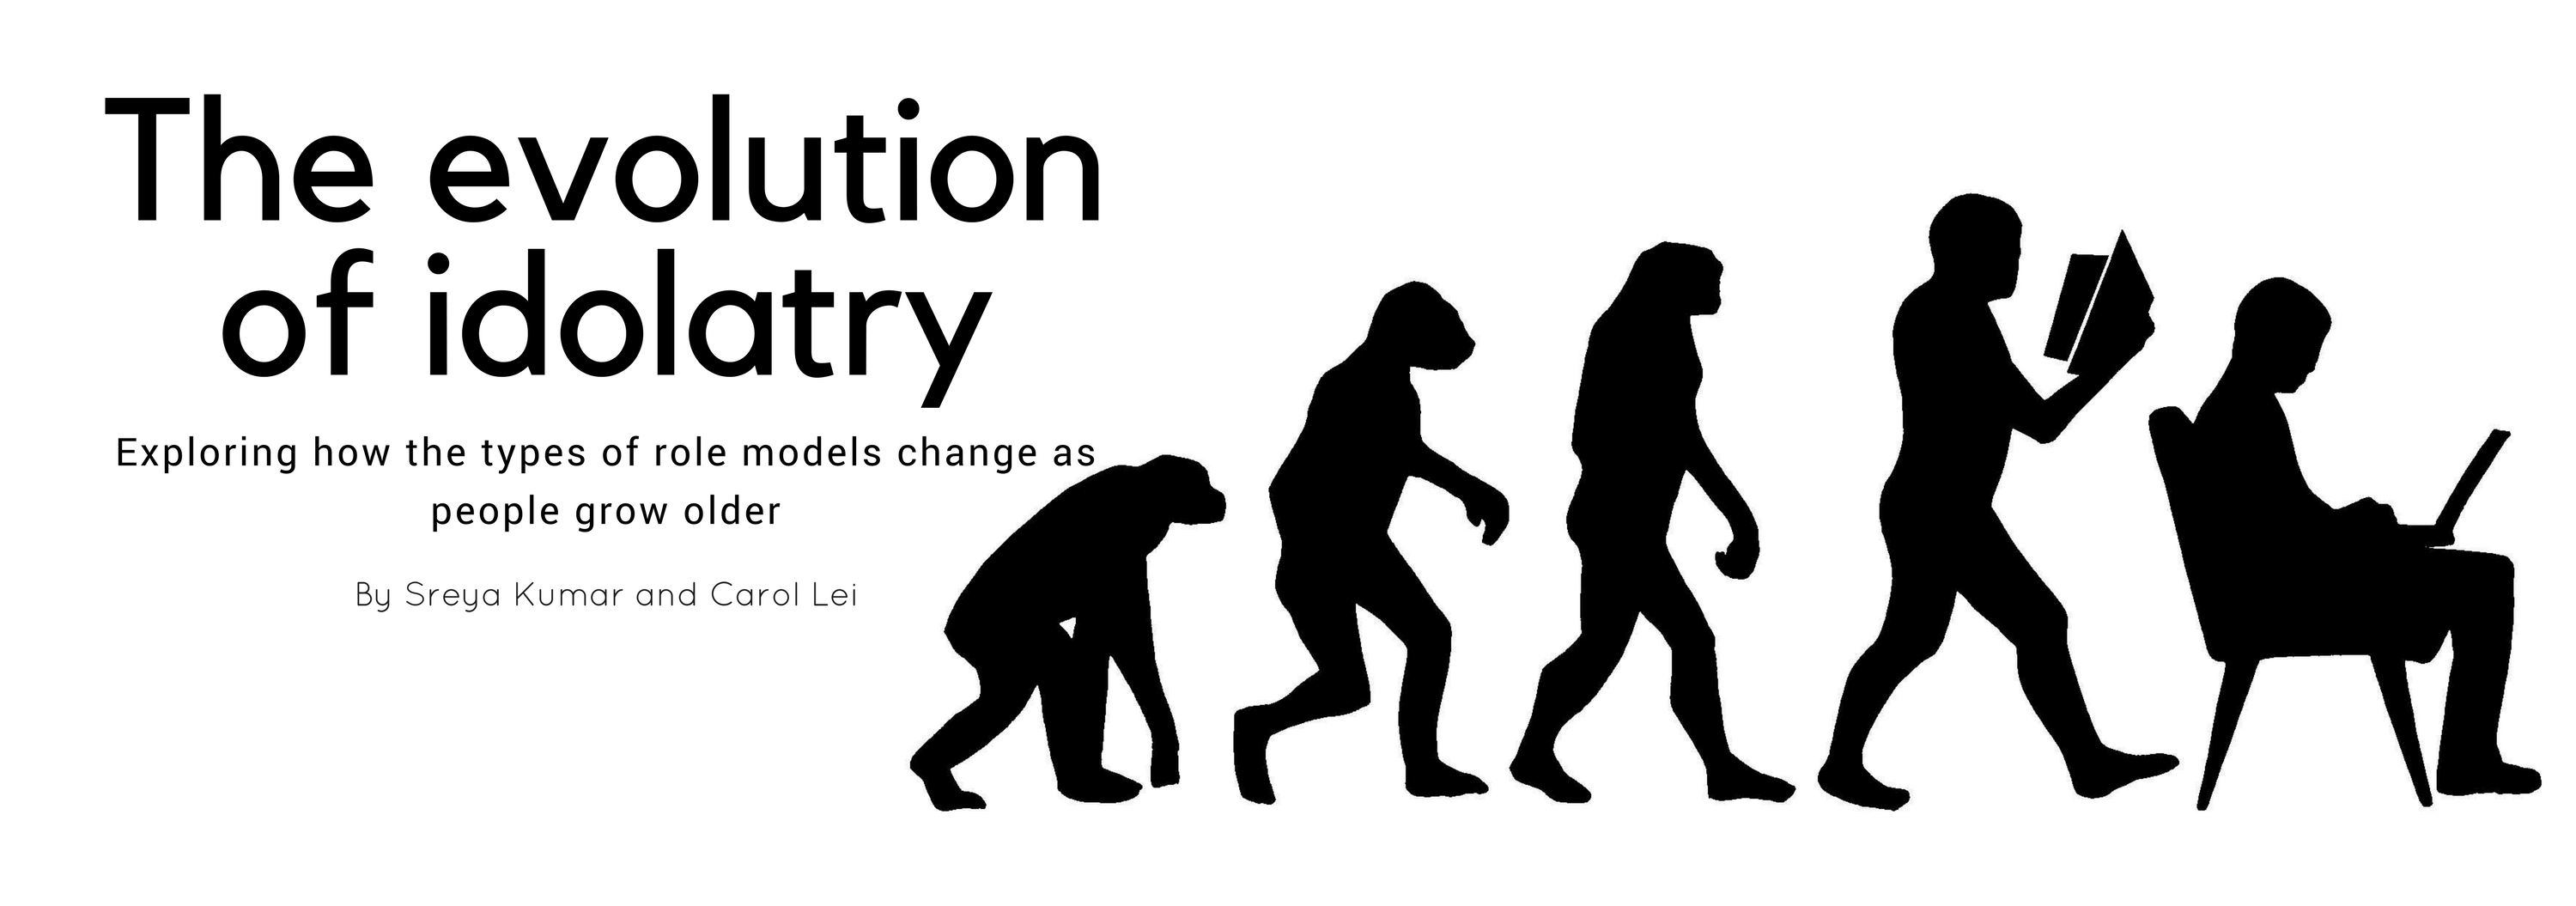 The evolution
of idolatry
Exploring how the types of role models change as
people grow older
By Sreya Kumar and Carol Lei